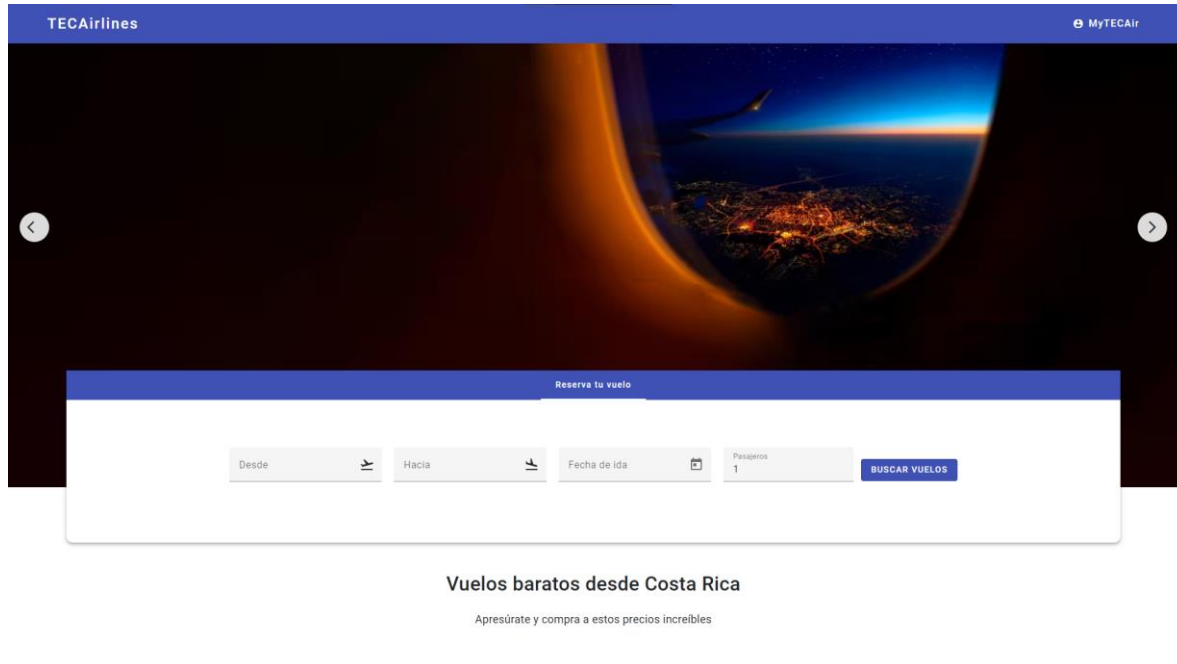 TECAirlines
MyTECAir
Reserva tu vuelo
Desde
Hacia
Fecha de ida
Pasajeros
1
BUSCAR VUELOS
Vuelos baratos desde Costa Rica
Apresúrate y compra a estos precios increíbles